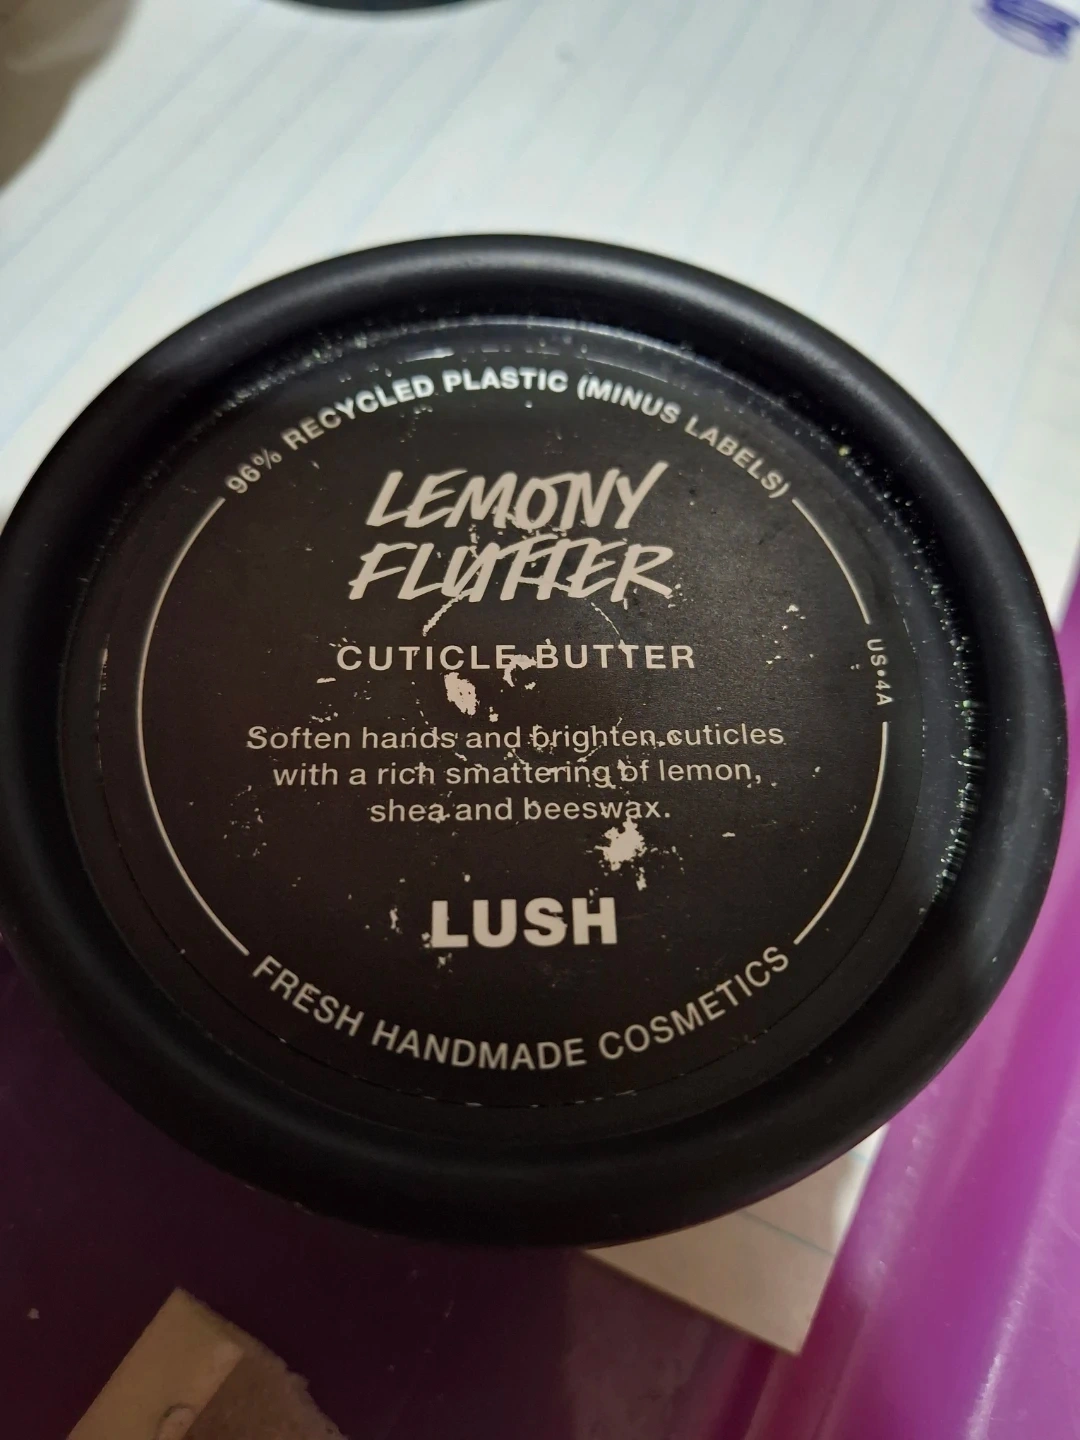 96% RECYCLED PLASTIC (MINUS LABELS)
LEMONY
FLUTTER
CUTICLE BUTTER
US•4A
Soften hands and brighten cuticles
with a rich smattering of lemon,
shea and beeswax.
LUSH
FRESH HANDMADE COSMETICS